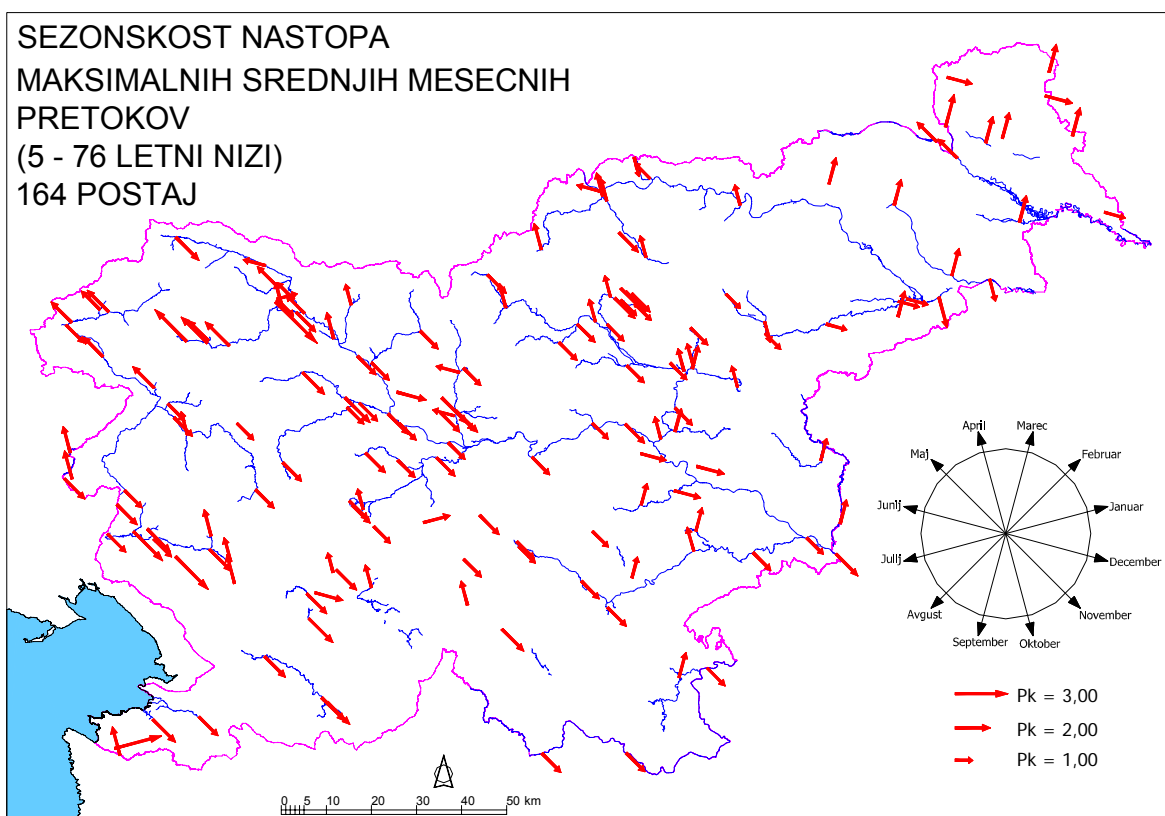 SEZONSKOST NASTOPA
MAKSIMALNIH SREDNJIH MESECNIH
PRETOKOV
(5 - 76 LETNI NIZI)
164 POSTAJ
April
Marec
Maj
Februar
Junij
Januar
Julij
December
Avgust
November
September
Oktober
Pk = 3,00
Pk = 2,00
Pk = 1,00
0 5 10 20 30 40 50 km